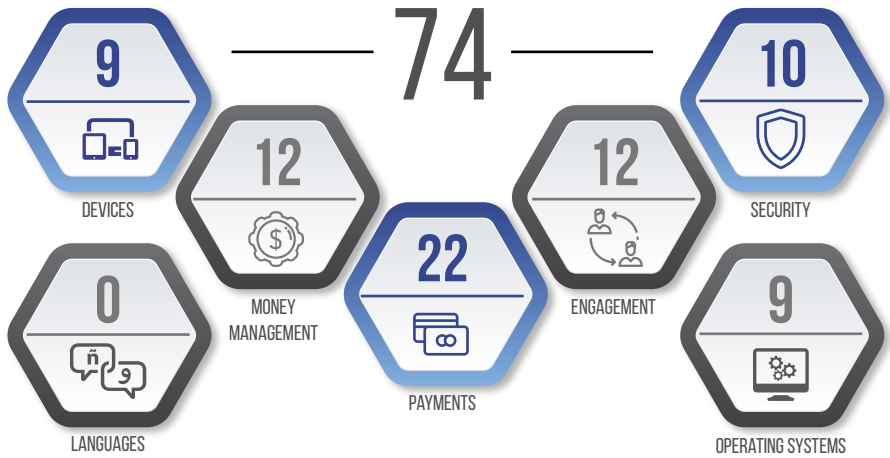 74
9
DEVICES
12
MONEY
MANAGEMENT
22
PAYMENTS
12
ENGAGEMENT
10
SECURITY
0
ñ
و
LANGUAGES
$
9
OPERATING SYSTEMS